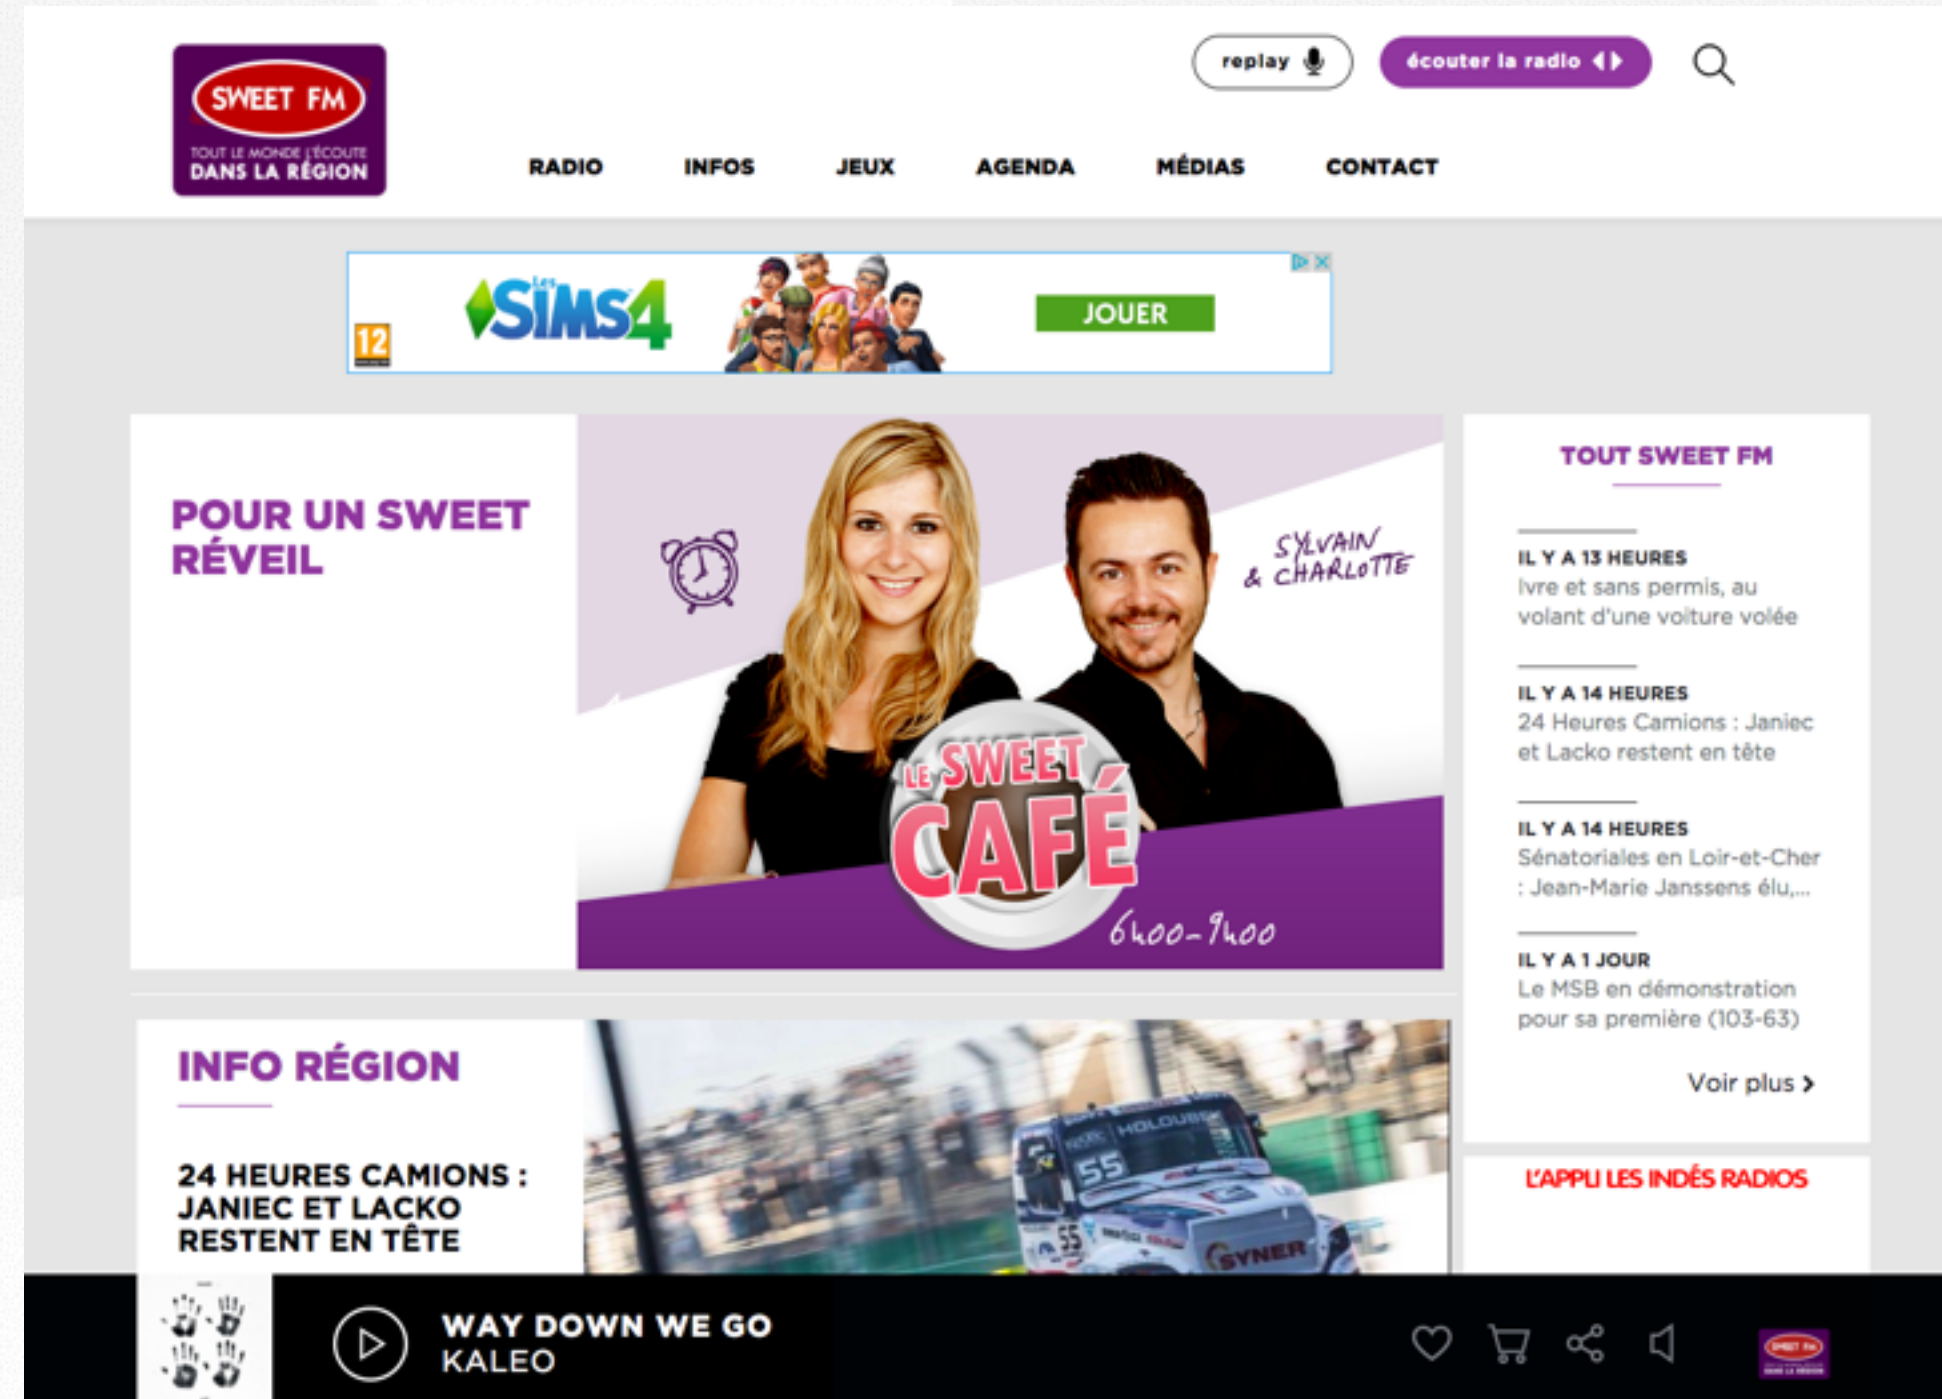 replay
écouter la radio
SWEET FM
TOUT LE MONDE L'ÉCOUTE
DANS LA RÉGION
RADIO INFOS JEUX AGENDA MÉDIAS CONTACT
Les
SIMS4
12
JOUER
POUR UN SWEET
RÉVEIL
SYLVAIN
& CHARLOTTE
LE SWEET
CAFÉ
6h00-9h00
TOUT SWEET FM
IL Y A 13 HEURES
Ivre et sans permis, au
volant d'une voiture volée
IL Y A 14 HEURES
24 Heures Camions : Janiec
et Lacko restent en tête
IL Y A 14 HEURES
Sénatoriales en Loir-et-Cher
: Jean-Marie Janssens élu,...
IL Y A 1 JOUR
Le MSB en démonstration
pour sa première (103-63)
Voir plus
L'APPLI LES INDÉS RADIOS
INFO RÉGION
24 HEURES CAMIONS :
JANIEC ET LACKO
RESTENT EN TÊTE
HOLOUBEK
55
55
SYNER
WAY DOWN WE GO
KALEO
SWEET FM